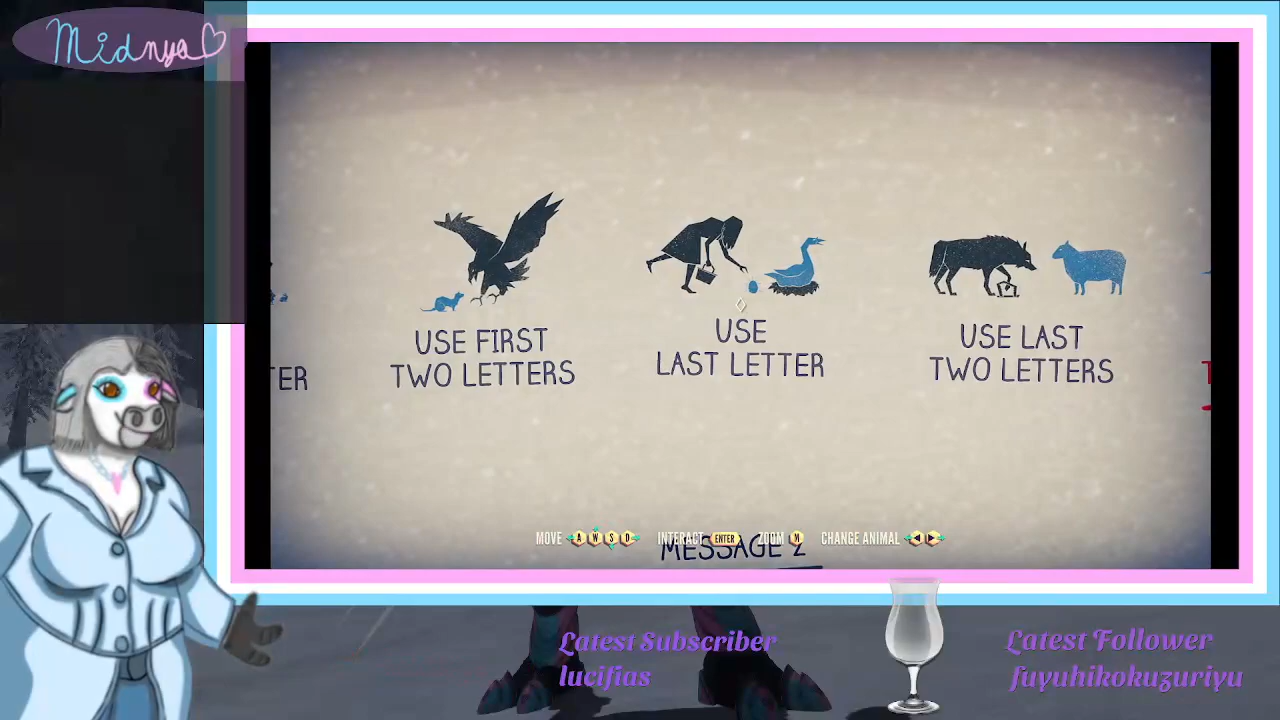 Midnya
USE FIRST
TWO LETTERS
USE
LAST LETTER
USE LAST
TWO LETTERS
TER
MOVE A W S D INTERACT ENTER ZOOM CHANGE ANIMAL
MESSAGE 2
Latest Subscriber
lucifias
Latest Follower
fuyuhikokuzuriyu